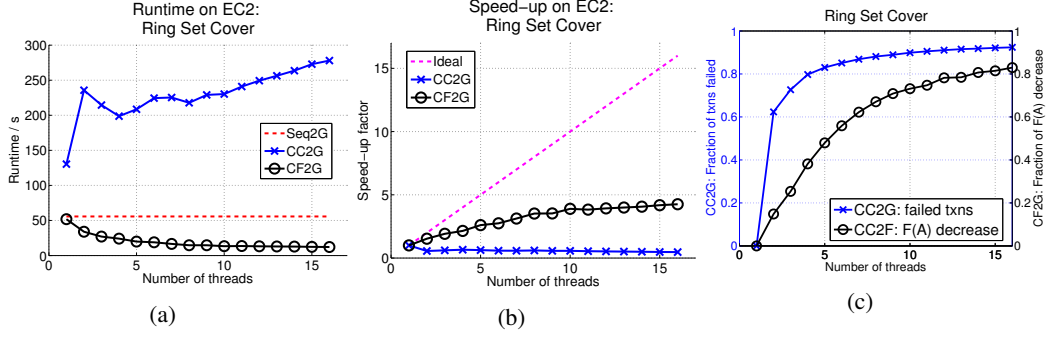 Runtime on EC2:
Ring Set Cover
300
250
200
150
100
50
0
Runtime / s
Seq2G
CC2G
CF2G
0
5
10
15
Number of threads
(a)
Speed-up on EC2:
Ring Set Cover
15
10
5
0
Speed-up factor
Ideal
CC2G
CF2G
0
5
10
15
Number of threads
(b)
Ring Set Cover
1
0.8
0.6
0.4
0.2
0
CC2G: Fraction of txns failed
CC2G: failed txns
CC2F: F(A) decrease
1
0.8
0.6
0.4
0.2
0
CF2G: Fraction of F(A) decrease
0
5
10
15
Number of threads
(c)